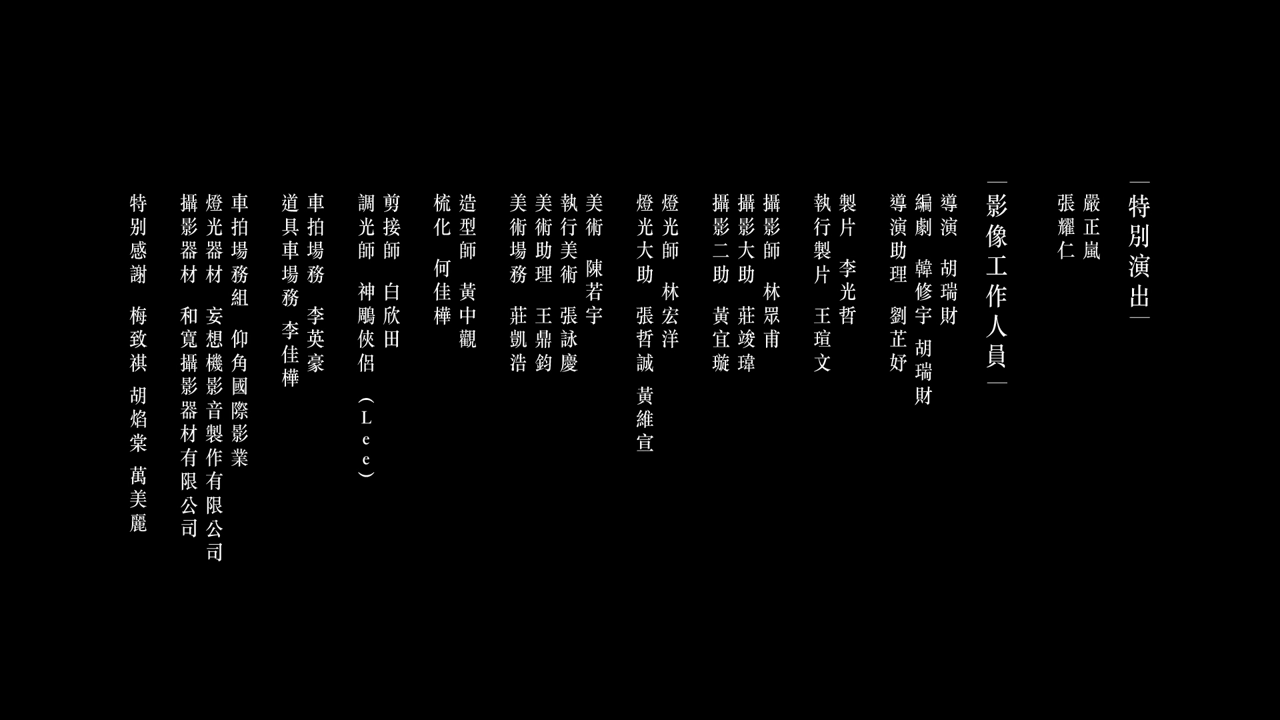 特別演出
嚴正嵐
張耀仁
影像工作人員
導演 胡瑞財
編劇 韓修宇 胡瑞財
導演助理 劉芷妤
製片 李光哲
執行製片 王瑄文
攝影師 林眾甫
攝影大助 莊竣瑋
攝影二助 黃宜璇
燈光師 林宏洋
燈光大助 張哲誠 黃維宣
美術 陳若宇
執行美術 張詠慶
美術助理 王鼎鈞
美術場務 莊凱浩
造型師 黃中觀
梳化 何佳樺
剪接師 白欣田
調光師 神鵰俠侶 (Lee)
車拍場務 李英豪
道具車場務 李佳樺
車拍場務組 仰角國際影業
燈光器材 妄想機影音製作有限公司
攝影器材 和寬攝影器材有限公司
特別感謝 梅致祺 胡焰棠 萬美麗